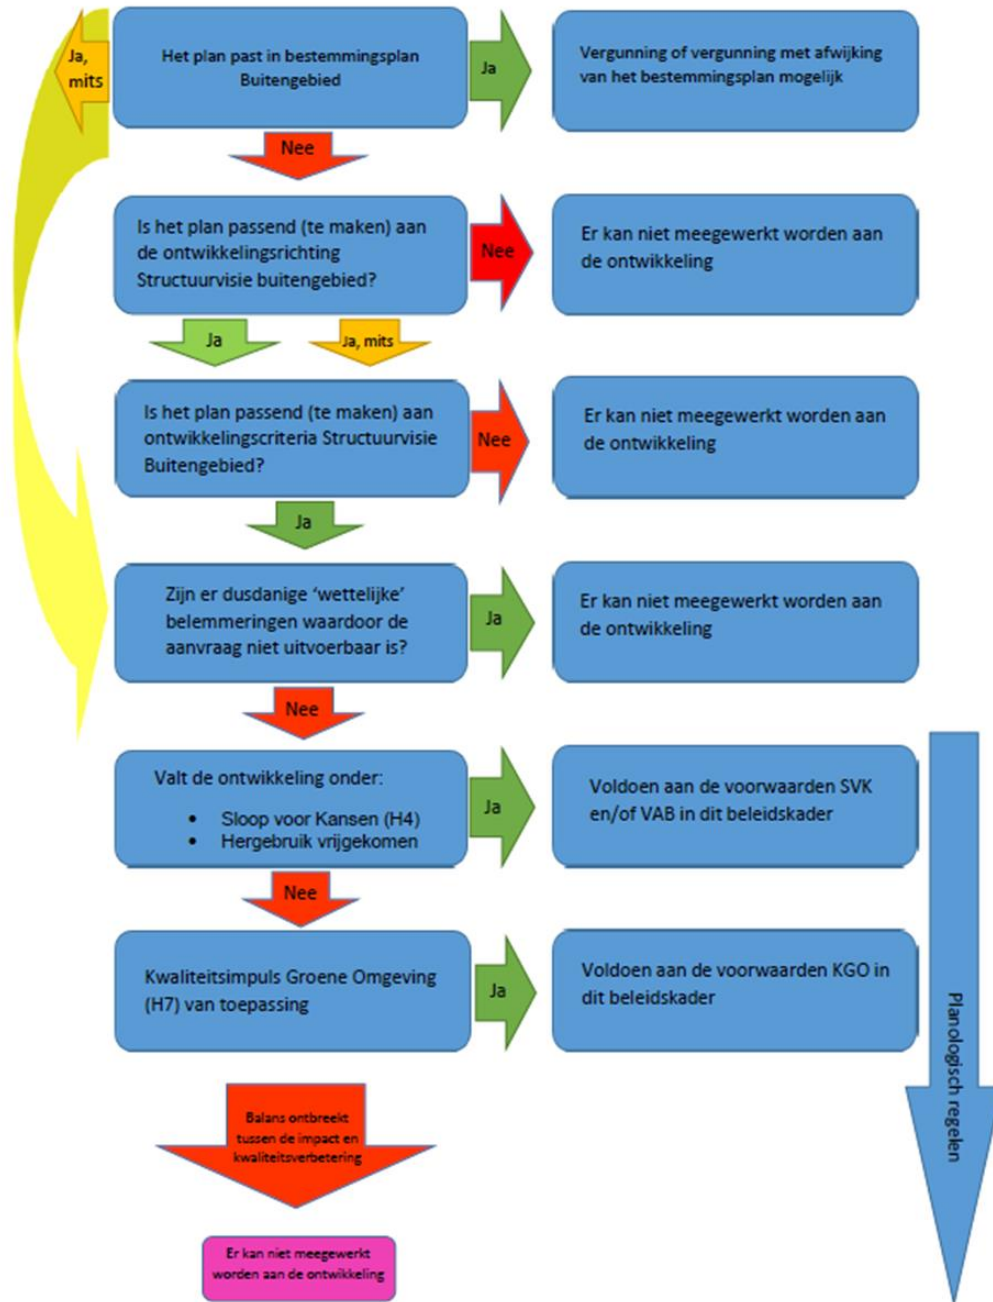 Ja,
mits
Het plan past in bestemmingsplan
Buitengebied
Ja
Vergunning of vergunning met afwijking
van het bestemmingsplan mogelijk
Nee
Is het plan passend (te maken) aan
de ontwikkelingsrichting
Structuurvisie buitengebied?
Nee
Er kan niet meegewerkt worden aan
de ontwikkeling
Ja
Ja, mits
Is het plan passend (te maken) aan
ontwikkelingscriteria Structuurvisie
Buitengebied?
Nee
Er kan niet meegewerkt worden aan
de ontwikkeling
Ja
Zijn er dusdanige ‘wettelijke’
belemmeringen waardoor de
aanvraag niet uitvoerbaar is?
Ja
Er kan niet meegewerkt worden aan
de ontwikkeling
Nee
Valt de ontwikkeling onder:
• Sloop voor Kansen (H4)
• Hergebruik vrijgekomen
Ja
Voldoen aan de voorwaarden SVK
en/of VAB in dit beleidskader
Nee
Kwaliteitsimpuls Groene Omgeving
(H7) van toepassing
Ja
Voldoen aan de voorwaarden KGO in
dit beleidskader
Planologisch regelen
Balans ontbreekt
tussen de impact en
kwaliteitsverbetering
Er kan niet meegewerkt
worden aan de ontwikkeling